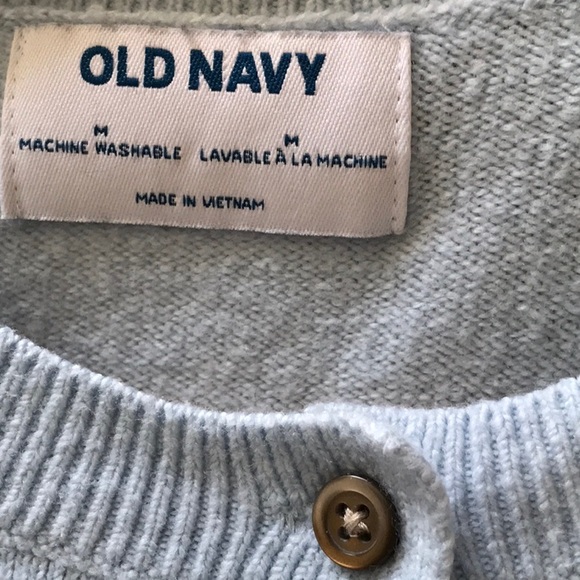 OLD NAVY
M M
MACHINE WASHABLE LAVABLE À LA MACHINE
MADE IN VIETNAM